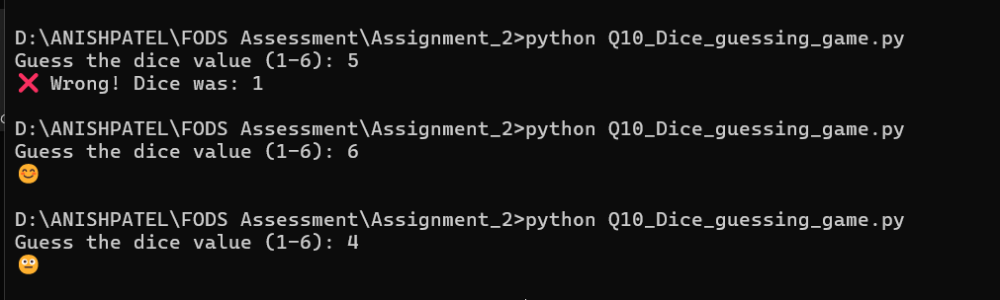 D:\ANISHPATEL\FODS Assessment\Assignment_2>python Q10_Dice_guessing_game.py
Guess the dice value (1-6): 5
❌ Wrong! Dice was: 1
D:\ANISHPATEL\FODS Assessment\Assignment_2>python Q10_Dice_guessing_game.py
Guess the dice value (1-6): 6
😊
D:\ANISHPATEL\FODS Assessment\Assignment_2>python Q10_Dice_guessing_game.py
Guess the dice value (1-6): 4
🙄